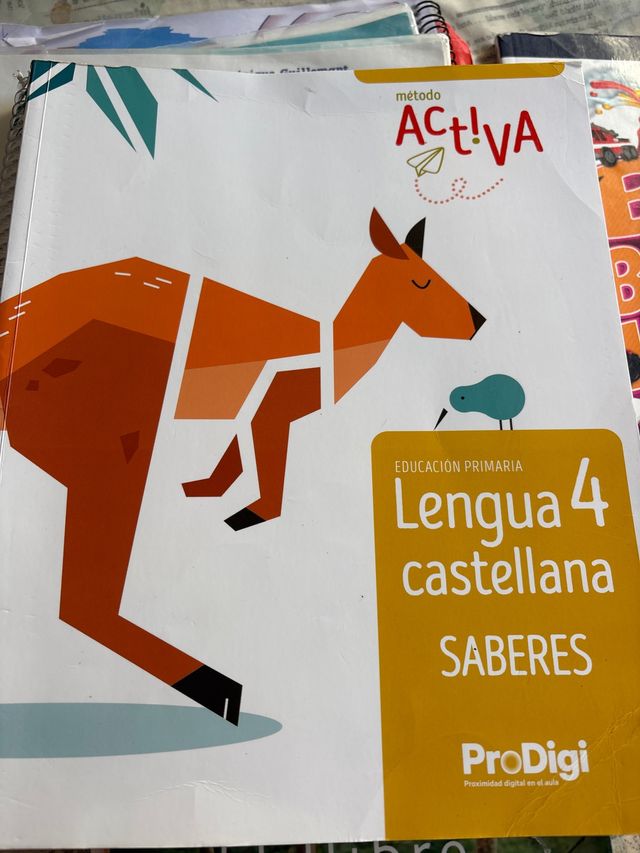 método
ACt!VA
EDUCACIÓN PRIMARIA
Lengua 4
castellana
SABERES
ProDigi
Proximidad digital en el aula